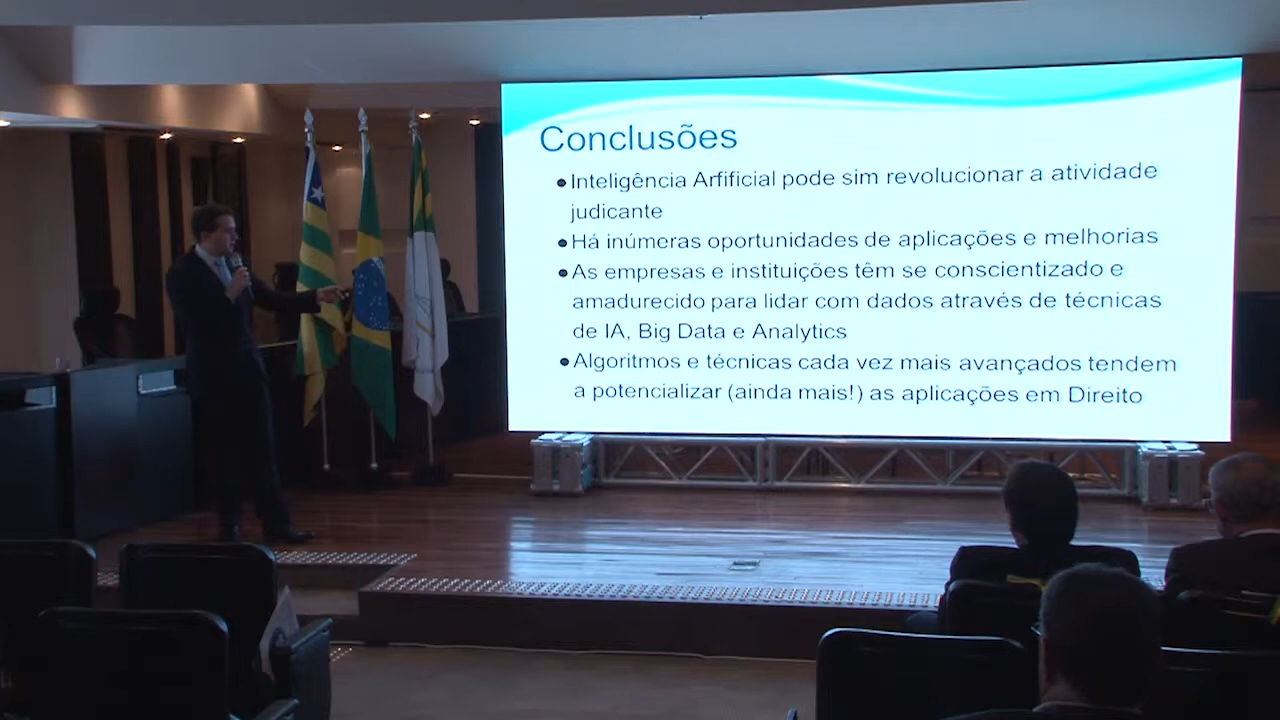 Conclusões
●Inteligência Arfificial pode sim revolucionar a atividade
judicante
●Há inúmeras oportunidades de aplicações e melhorias
●As empresas e instituições têm se conscientizado e
amadurecido para lidar com dados através de técnicas
de IA, Big Data e Analytics
●Algoritmos e técnicas cada vez mais avançados tendem
a potencializar (ainda mais!) as aplicações em Direito